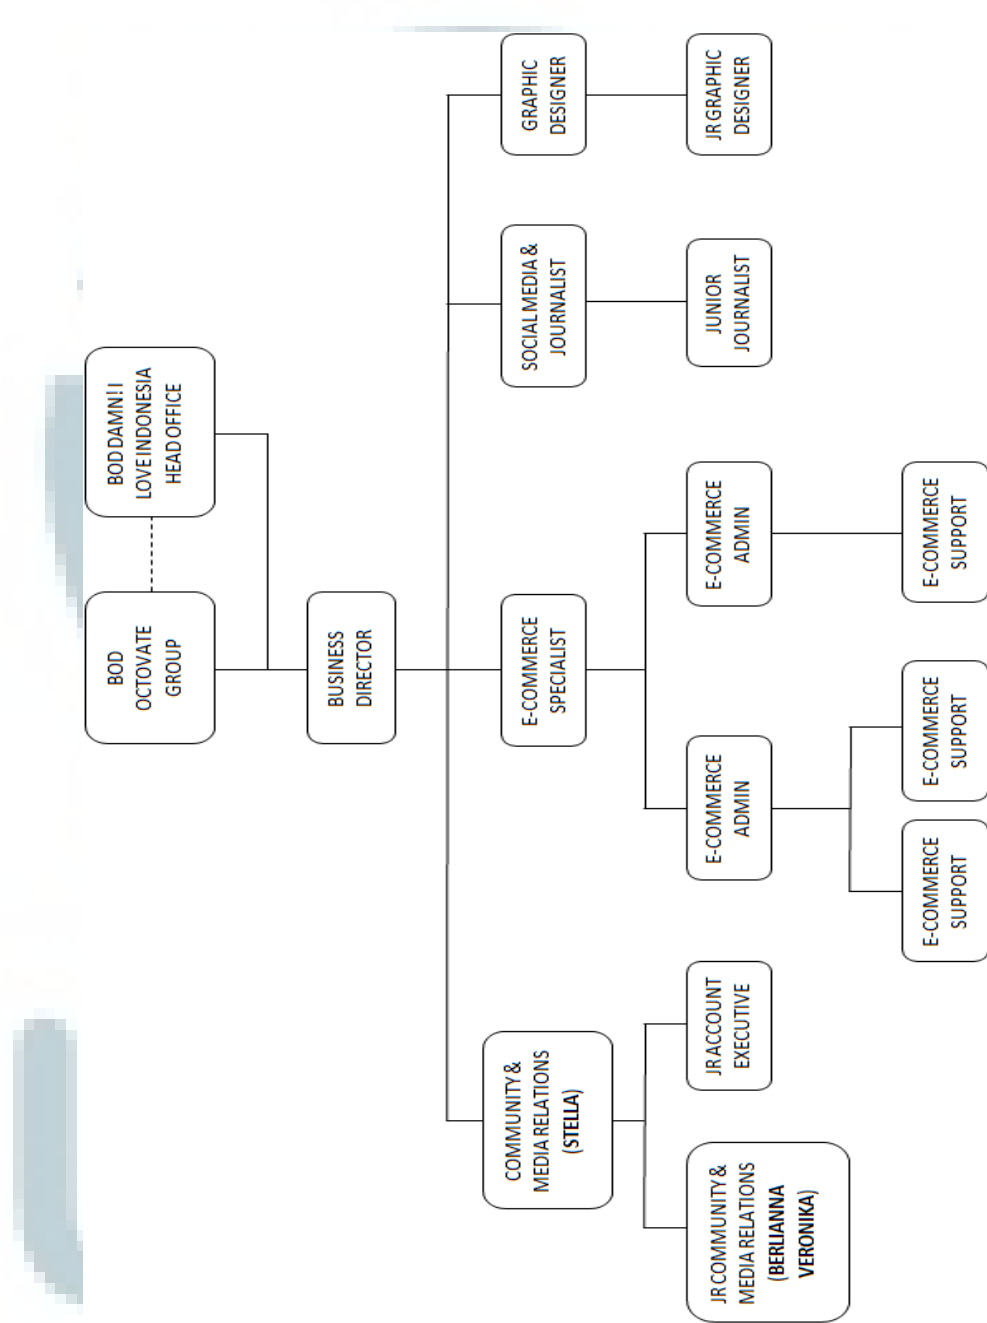 BOD
OCTOVATE
GROUP
BOD DAMN! I
LOVE INDONESIA
HEAD OFFICE
BUSINESS
DIRECTOR
COMMUNITY &
MEDIA RELATIONS
(STELLA)
E-COMMERCE
SPECIALIST
SOCIAL MEDIA &
JOURNALIST
GRAPHIC
DESIGNER
JR COMMUNITY &
MEDIA RELATIONS
(BERLIANNA
VERONIKA)
JR ACCOUNT
EXECUTIVE
E-COMMERCE
ADMIN
E-COMMERCE
ADMIN
JUNIOR
JOURNALIST
JR GRAPHIC
DESIGNER
E-COMMERCE
SUPPORT
E-COMMERCE
SUPPORT
E-COMMERCE
SUPPORT